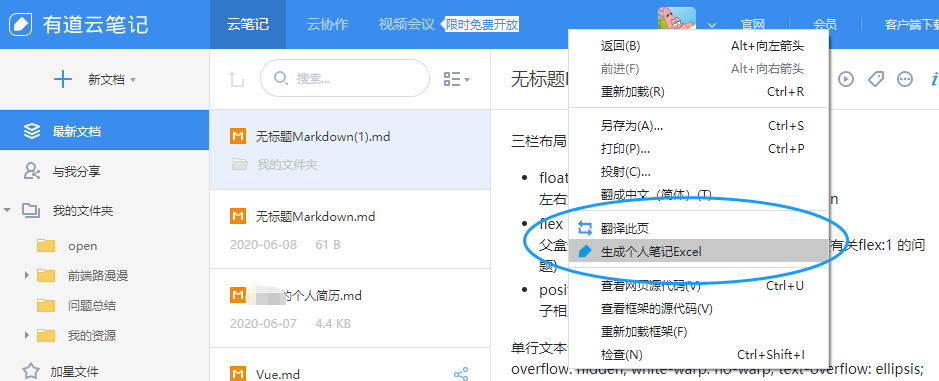 有道云笔记
云笔记
云协作
视频会议
限时免费开放
官网
会员
客户端下载
新文档
搜索...
最新文档
与我分享
我的文件夹
open
前端路漫漫
问题总结
我的资源
加星文件
无标题Markdown(1).md
我的文件夹
无标题Markdown.md
2020-06-08 61 B
的个人简历.md
2020-06-07 4.4 KB
Vue.md
无标题
三栏布局
float
左右
n
flex
父盒
有关flex:1 的问
题)
posit
子相
单行文本
overflow: hidden; white-warp: no-warp; text-overflow: ellipsis;
返回(B) Alt+向左箭头
前进(F) Alt+向右箭头
重新加载(R) Ctrl+R
另存为(A)... Ctrl+S
打印(P)... Ctrl+P
投射(C)...
翻成中文（简体）(T)
翻译此页
生成个人笔记Excel
查看网页源代码(V) Ctrl+U
查看框架的源代码(V)
重新加载框架(F)
检查(N) Ctrl+Shift+I